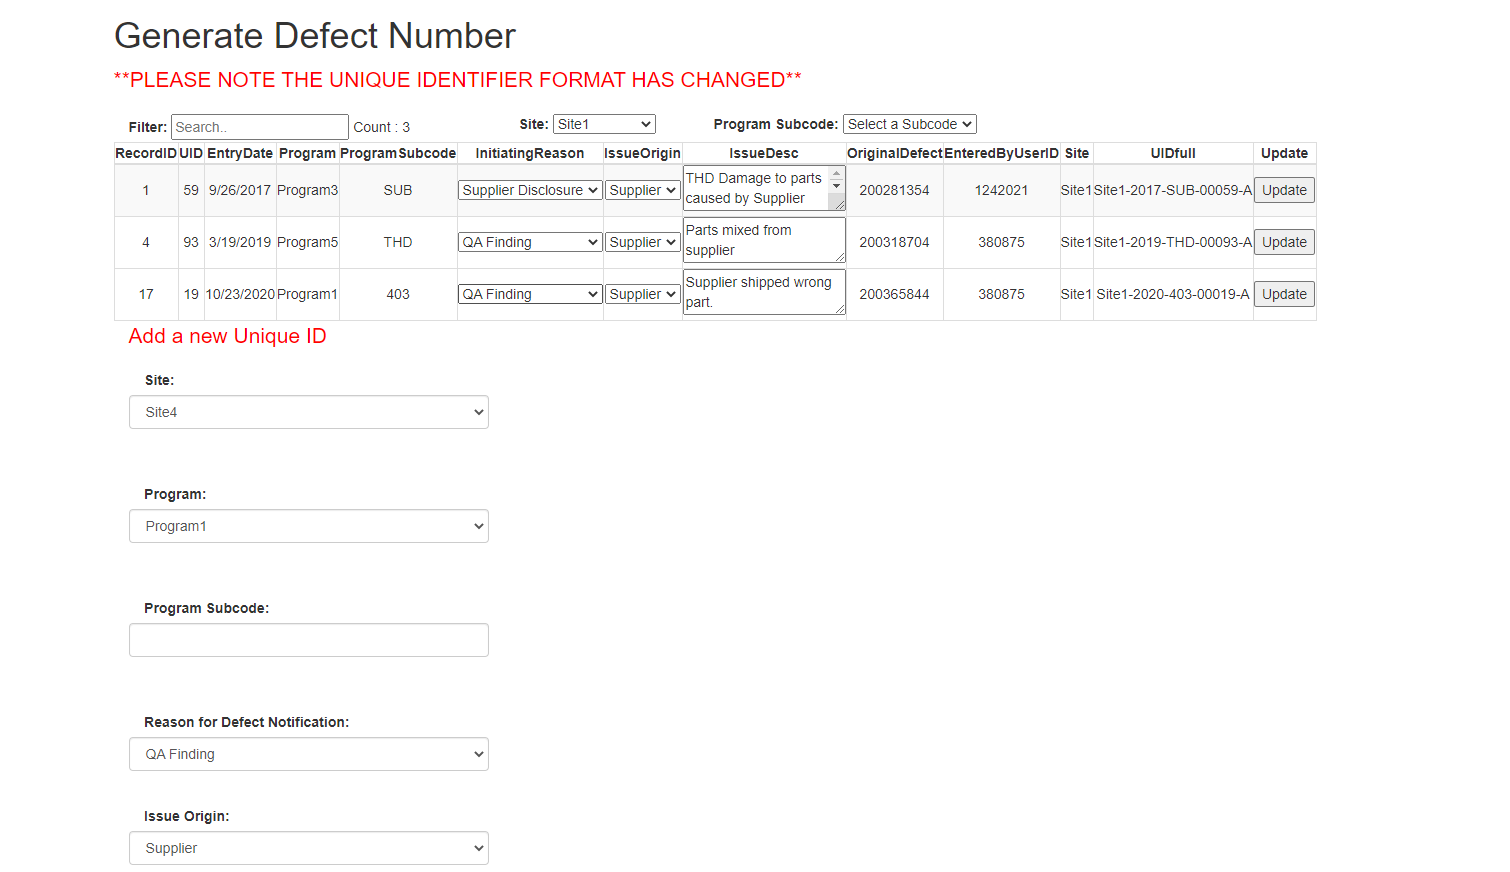 Generate Defect Number
**PLEASE NOTE THE UNIQUE IDENTIFIER FORMAT HAS CHANGED**
Filter: Search.. Count : 3 Site: Site1 Program Subcode: Select a Subcode
RecordID UID EntryDate Program ProgramSubcode InitiatingReason IssueOrigin IssueDesc OriginalDefect EnteredByUserID Site UIDfull Update
1 59 9/26/2017 Program3 SUB Supplier Disclosure Supplier THD Damage to parts caused by Supplier 200281354 1242021 Site1 Site1-2017-SUB-00059-A Update
4 93 3/19/2019 Program5 THD QA Finding Supplier Parts mixed from supplier 200318704 380875 Site1 Site1-2019-THD-00093-A Update
17 19 10/23/2020 Program1 403 QA Finding Supplier Supplier shipped wrong part. 200365844 380875 Site1 Site1-2020-403-00019-A Update
Add a new Unique ID
Site:
Site4
Program:
Program1
Program Subcode:
Reason for Defect Notification:
QA Finding
Issue Origin:
Supplier